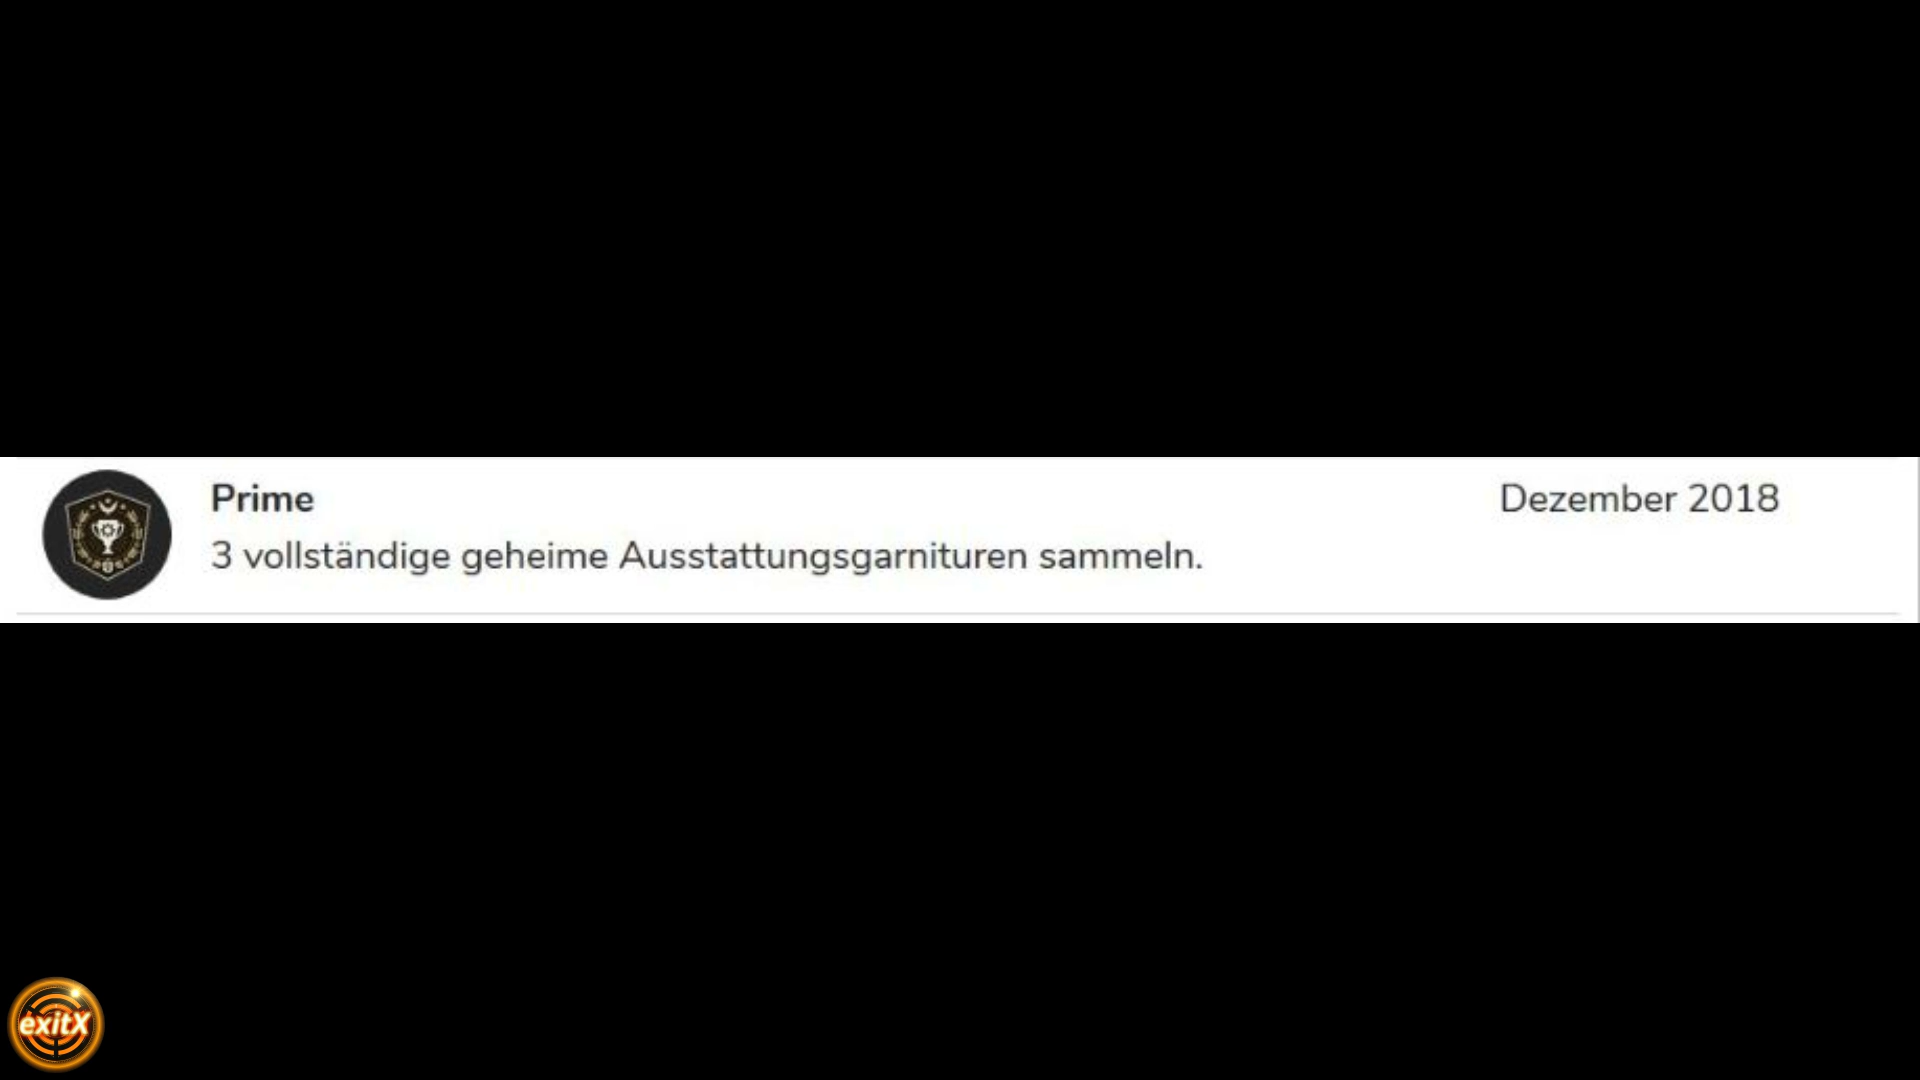 Prime
Dezember 2018
3 vollständige geheime Ausstattungsgarnituren sammeln.
exitX